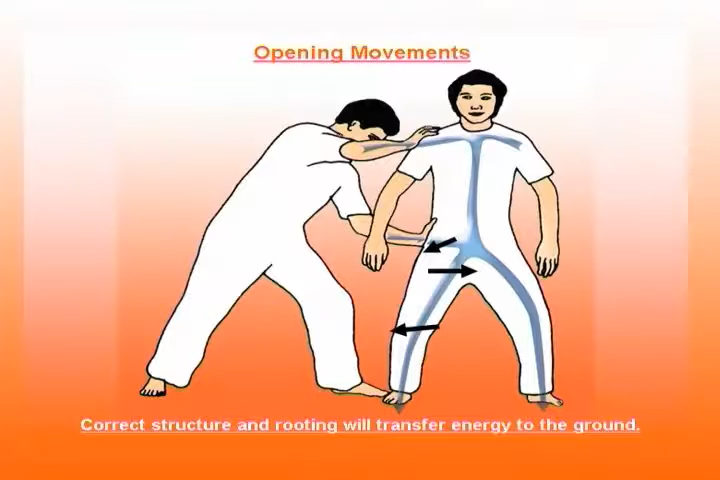 Opening Movements
Correct structure and rooting will transfer energy to the ground.